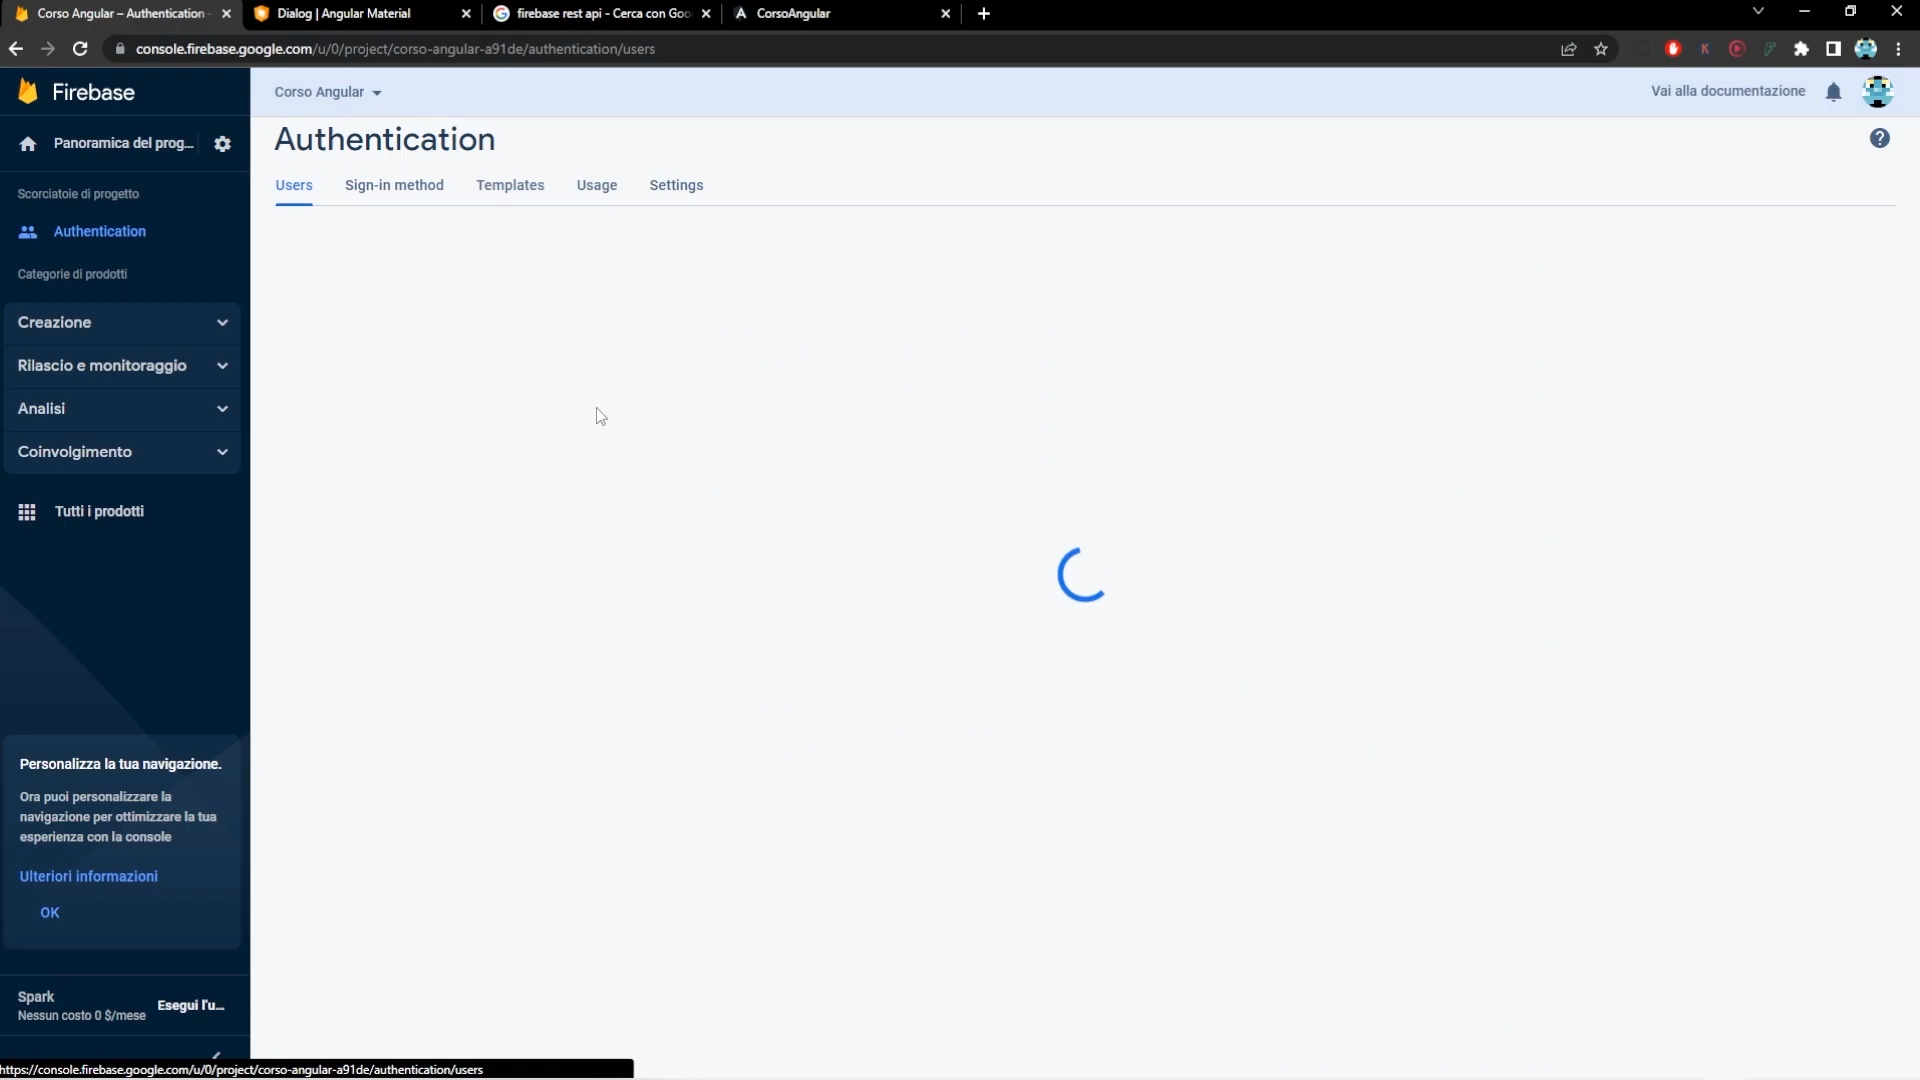 Corso Angular – Authentication -
Dialog | Angular Material
firebase rest api - Cerca con Goo
CorsoAngular
console.firebase.google.com/u/0/project/corso-angular-a91de/authentication/users
Firebase
Corso Angular
Vai alla documentazione
Authentication
Panoramica del prog...
Users
Sign-in method
Templates
Usage
Settings
Scorciatoie di progetto
Authentication
Categorie di prodotti
Creazione
Rilascio e monitoraggio
Analisi
Coinvolgimento
Tutti i prodotti
Personalizza la tua navigazione.
Ora puoi personalizzare la
navigazione per ottimizzare la tua
esperienza con la console
Ulteriori informazioni
OK
Spark
Nessun costo 0 $/mese
Esegui l'u...
https://console.firebase.google.com/u/0/project/corso-angular-a91de/authentication/users